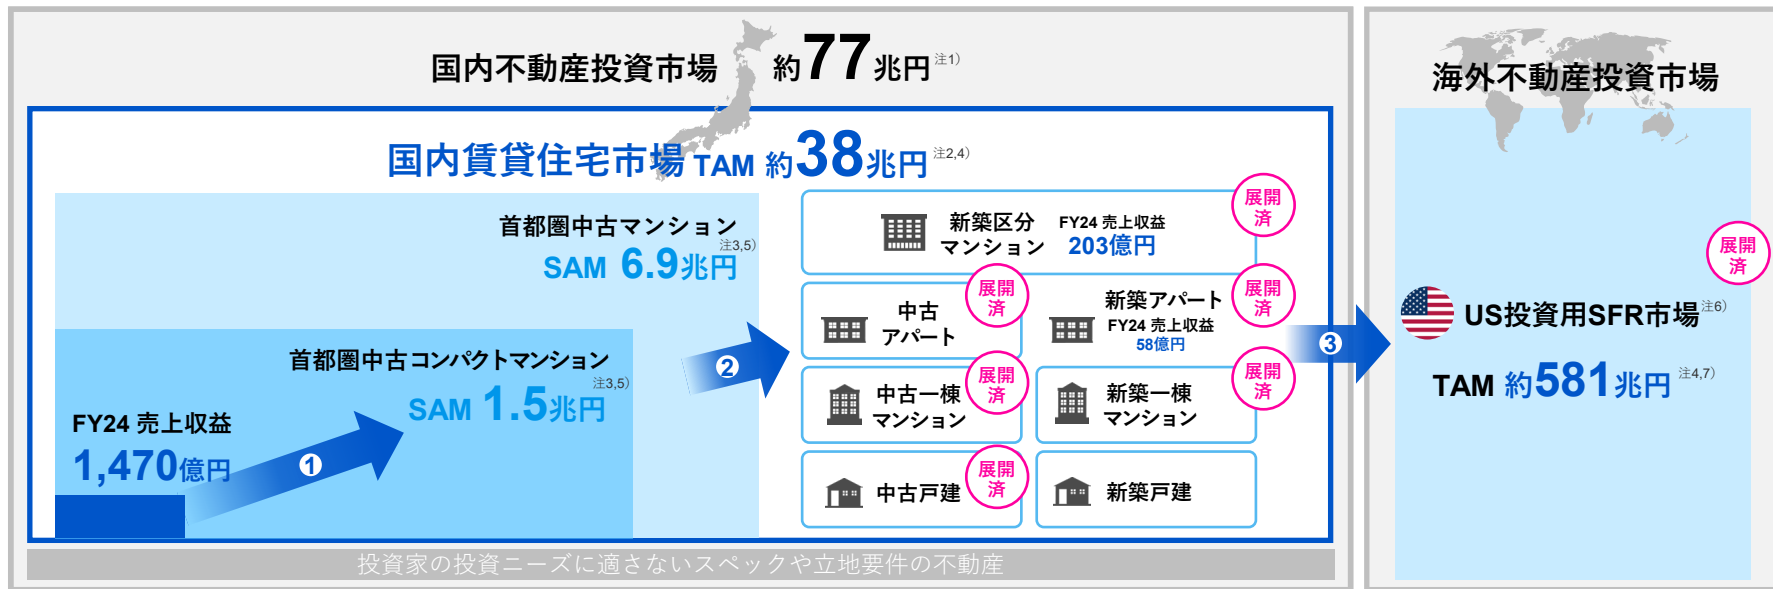 国内不動産投資市場 約77兆円 注1)
国内賃貸住宅市場 TAM 約38兆円 注2,4)
首都圏中古マンション
注3,5)
SAM 6.9兆円
首都圏中古コンパクトマンション
注3,5)
SAM 1.5兆円
FY24 売上収益
1,470億円
1
2
新築区分
マンション
FY24 売上収益
203億円
展開
済
中古
アパート
展開
済
新築アパート
FY24 売上収益
58億円
展開
済
中古一棟
マンション
展開
済
新築一棟
マンション
展開
済
中古戸建
展開
済
新築戸建
投資家の投資ニーズに適さないスペックや立地要件の不動産
3
海外不動産投資市場
展開
済
US投資用SFR市場 注6)
TAM 約581兆円 注4,7)